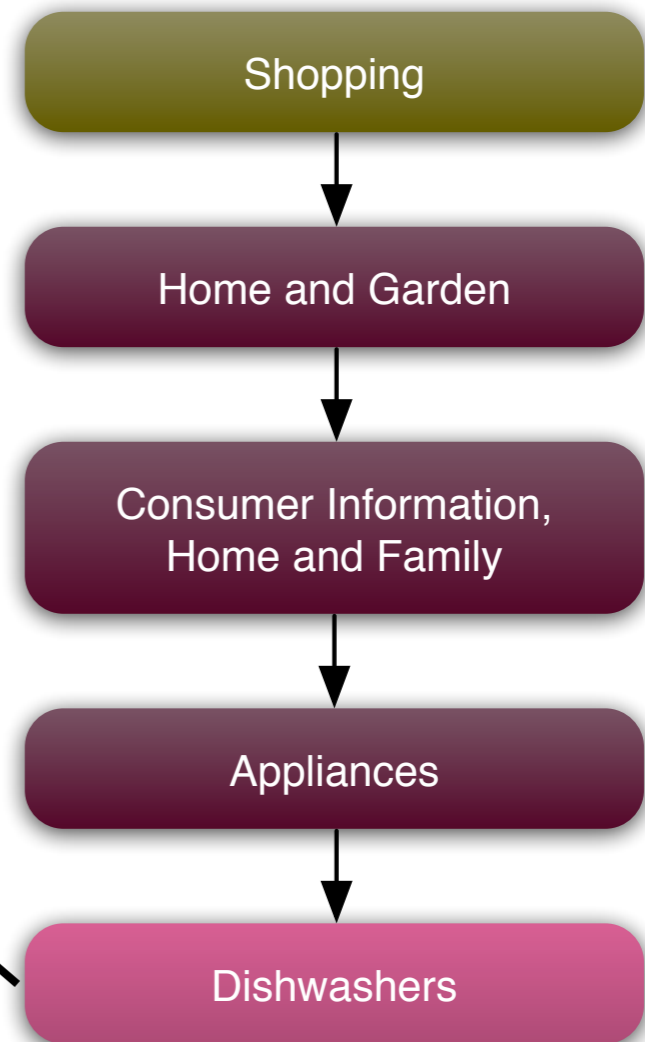 Shopping
Home and Garden
Consumer Information,
Home and Family
Appliances
Dishwashers